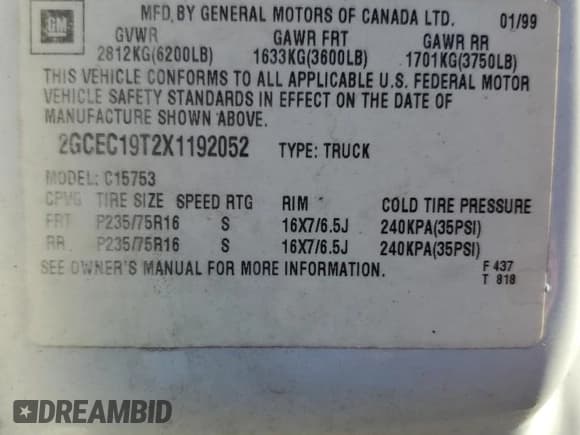 GM
MFD. BY GENERAL MOTORS OF CANADA LTD. 01/99
GVWR GAWR FRT GAWR RR
2812KG(6200LB) 1633KG(3600LB) 1701KG(3750LB)
THIS VEHICLE CONFORMS TO ALL APPLICABLE U.S. FEDERAL MOTOR
VEHICLE SAFETY STANDARDS IN EFFECT ON THE DATE OF
MANUFACTURE SHOWN ABOVE.
2GCEC19T2X1192052 TYPE: TRUCK
MODEL: C15753
TIRE SIZE SPEED RTG RIM COLD TIRE PRESSURE
FRT P235/75R16 S 16X7/6.5J 240KPA(35PSI)
RR P235/75R16 S 16X7/6.5J 240KPA(35PSI)
SEE OWNER'S MANUAL FOR MORE INFORMATION. F 437
T 818
DREAMBID